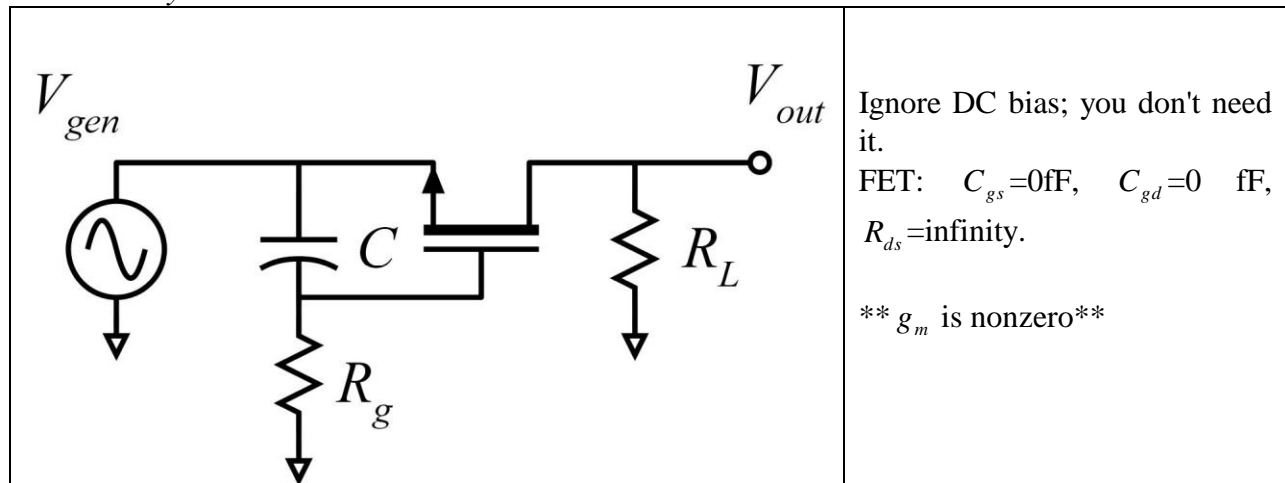 V_gen
V_out
C
R_L
R_g
Ignore DC bias; you don't need
it.
FET: C_gs=0fF, C_gd=0 fF,
R_ds=infinity.
** g_m is nonzero**